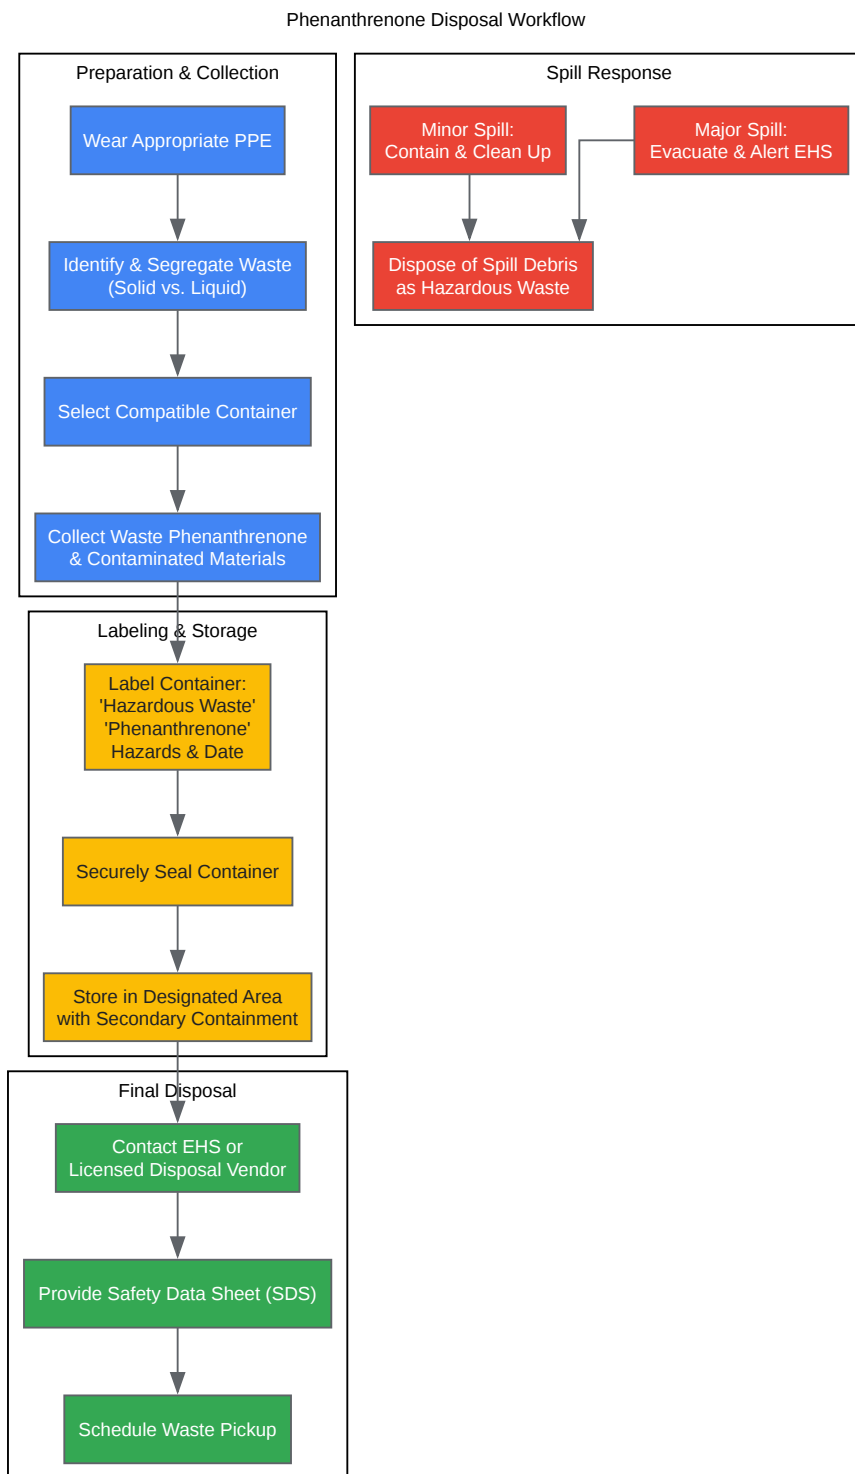 Phenanthrenone Disposal Workflow
Preparation & Collection
Wear Appropriate PPE
Identify & Segregate Waste
(Solid vs. Liquid)
Select Compatible Container
Collect Waste Phenanthrenone
& Contaminated Materials
Labeling & Storage
Label Container:
'Hazardous Waste'
'Phenanthrenone'
Hazards & Date
Securely Seal Container
Store in Designated Area
with Secondary Containment
Final Disposal
Contact EHS or
Licensed Disposal Vendor
Provide Safety Data Sheet (SDS)
Schedule Waste Pickup
Spill Response
Minor Spill:
Contain & Clean Up
Major Spill:
Evacuate & Alert EHS
Dispose of Spill Debris
as Hazardous Waste